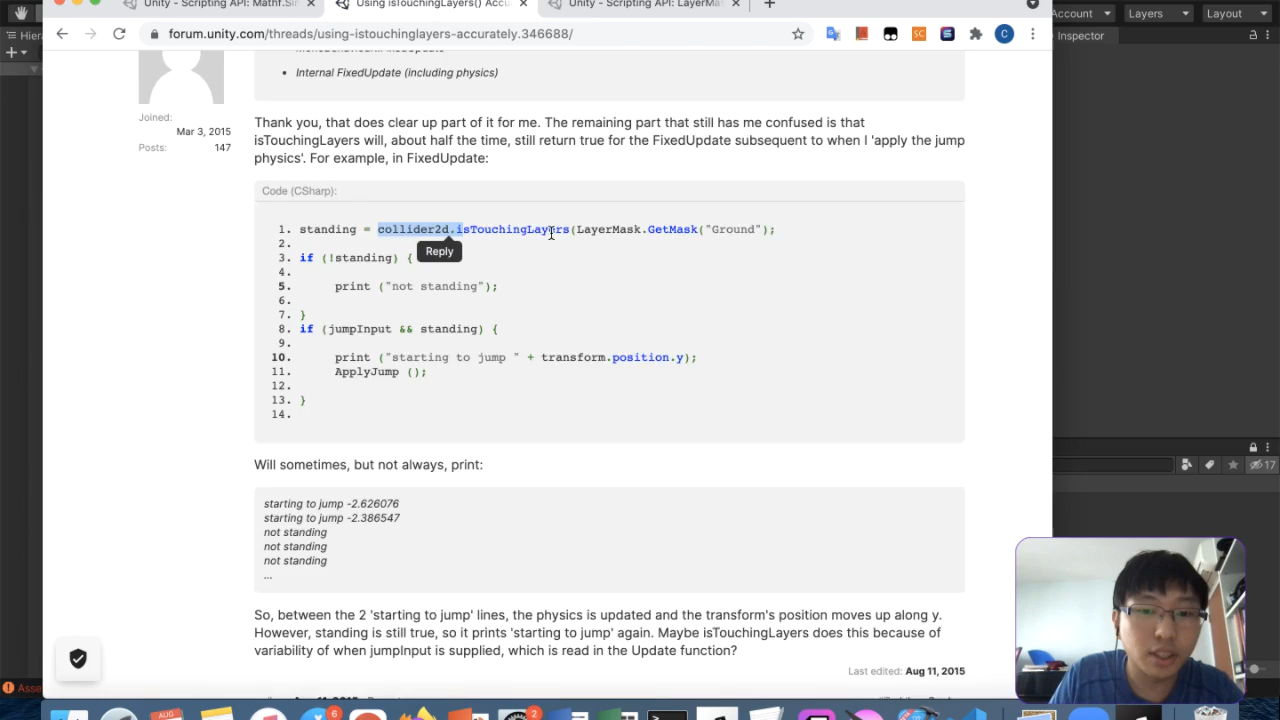 Unity - Scripting API: Mathf.Sin
Using isTouchingLayers() Accu
Unity - Scripting API: LayerMas
Account
Layers
Layout
Hiera
forum.unity.com/threads/using-istouchinglayers-accurately.346688/
C
Inspector
Internal FixedUpdate (including physics)
Joined:
Mar 3, 2015
Posts:
147
Thank you, that does clear up part of it for me. The remaining part that still has me confused is that
isTouchingLayers will, about half the time, still return true for the FixedUpdate subsequent to when I 'apply the jump
physics'. For example, in FixedUpdate:
Code (CSharp):
1. standing = collider2d.isTouchingLayers(LayerMask.GetMask("Ground");
2.
Reply
3. if (!standing) {
4.
5. print ("not standing");
6.
7. }
8. if (jumpInput && standing) {
9.
10. print ("starting to jump " + transform.position.y);
11. ApplyJump ();
12.
13. }
14.
Will sometimes, but not always, print:
17
starting to jump -2.626076
starting to jump -2.386547
not standing
not standing
not standing
...
So, between the 2 'starting to jump' lines, the physics is updated and the transform's position moves up along y.
However, standing is still true, so it prints 'starting to jump' again. Maybe isTouchingLayers does this because of
variability of when jumpInput is supplied, which is read in the Update function?
Last edited: Aug 11, 2015
Asse
AUG
6
2